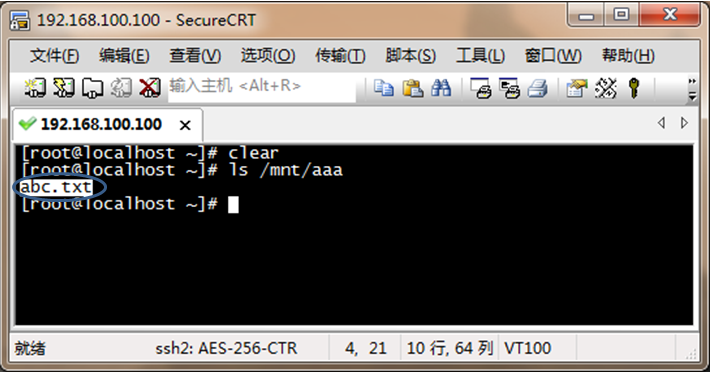 192.168.100.100 - SecureCRT
文件(F) 编辑(E) 查看(V) 选项(O) 传输(T) 脚本(S) 工具(L) 窗口(W) 帮助(H)
输入主机 <Alt+R>
192.168.100.100
[root@localhost ~]# clear
[root@localhost ~]# ls /mnt/aaa
abc.txt
[root@localhost ~]#
就绪 ssh2: AES-256-CTR 4, 21 10 行, 64 列 VT100